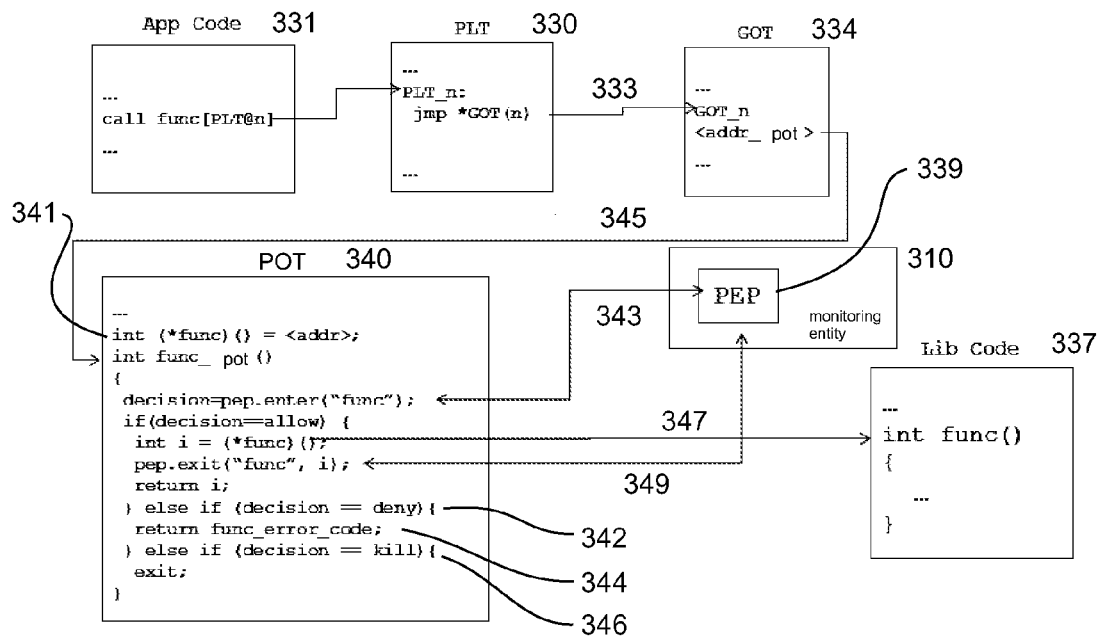 App Code 331
...
call func[PLT@n]
...
PLT 330
...
PLT_n:
jmp *GOT(n)
...
333
GOT 334
...
GOT_n
<addr_ pot >
...
339
341
345
POT 340
...
int (*func)() = <addr>;
int func_ pot ()
{
decision=pep.enter("func");
if(decision==allow) {
int i = (*func)();
pep.exit("func", i);
return i;
} else if (decision == deny){
return func_error_code;
} else if (decision == kill){
exit;
}
310
PEP
monitoring
entity
343
347
349
342
344
346
Lib Code 337
...
int func()
{
...
}